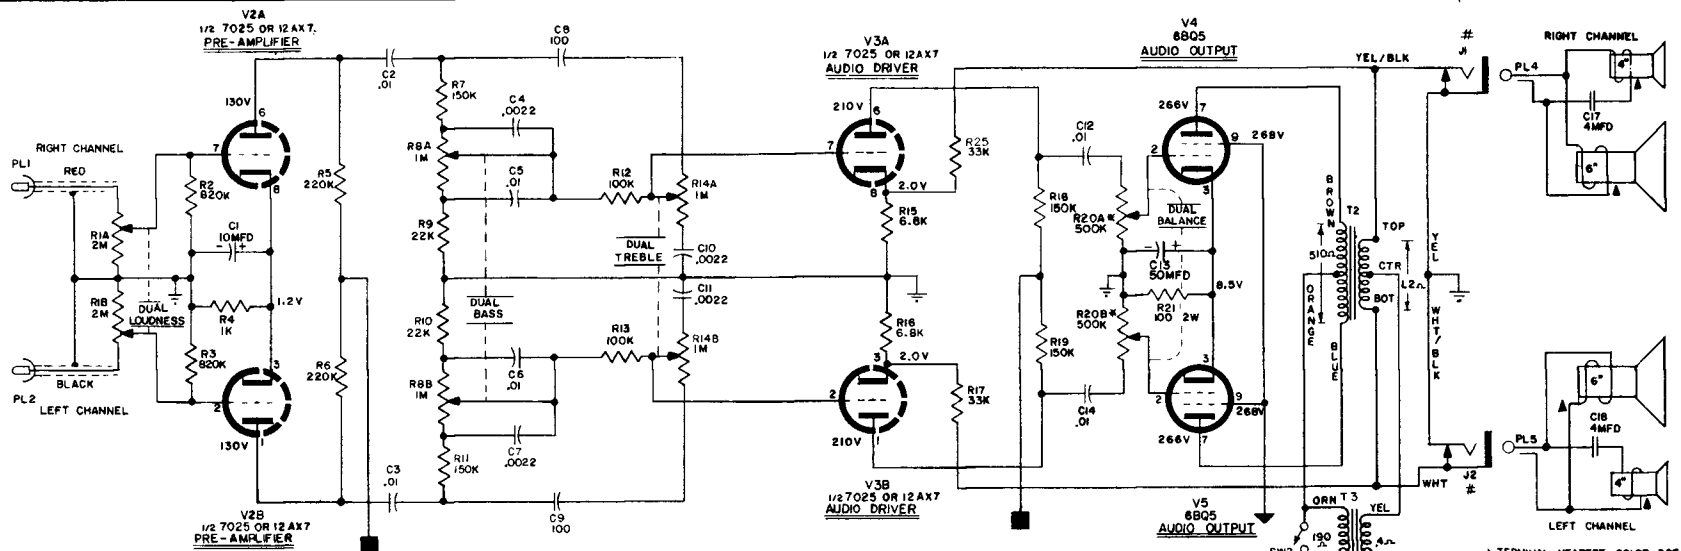 V2A
1/2 7025 OR 12AX7.
PRE-AMPLIFIER
C8
100
V3A
1/2 7025 OR 12AX7
AUDIO DRIVER
V4
6BQ5
AUDIO OUTPUT
#
J1
RIGHT CHANNEL
YEL/BLK
PL4
4"
C17
4MFD
6"
C2
.01
R7
150K
C4
.0022
130V
6
7
8
210V
6
7
8
R25
33K
266V
7
9
268V
2
3
C12
.01
RIGHT CHANNEL
PL1
RED
R2
820K
R5
220K
R8A
1M
C5
.01
R12
100K
R14A
1M
2.0V
R15
6.8K
R18
150K
R20A*
500K
DUAL
BALANCE
BROWN
T2
TOP
YEL
R1A
2M
C1
10MFD
- +
R9
22K
DUAL
TREBLE
C10
.0022
- +
C13
50MFD
510Ω
CTR
1.2Ω
R1B
2M
DUAL
LOUDNESS
R4
1K
1.2V
C11
.0022
DUAL
BASS
8.5V
R21
100 2W
ORANGE
BOT
WHT/BLK
R10
22K
R13
100K
R14B
1M
R16
6.8K
R20B*
500K
R3
820K
R6
220K
R19
150K
BLUE
BLACK
PL2
LEFT CHANNEL
3
2
1
130V
C6
.01
R8B
1M
C7
.0022
R11
150K
3
2.0V
2
1
210V
R17
33K
C14
.01
3
2
9
268V
7
266V
6"
C18
4MFD
PL5
4"
C3
.01
C9
100
V2B
1/2 7025 OR 12AX7
PRE-AMPLIFIER
V3B
1/2 7025 OR 12AX7
AUDIO DRIVER
V5
6BQ5
AUDIO OUTPUT
WHT
J2
#
ORN
T3
YEL
190
Ω
.4Ω
LEFT CHANNEL